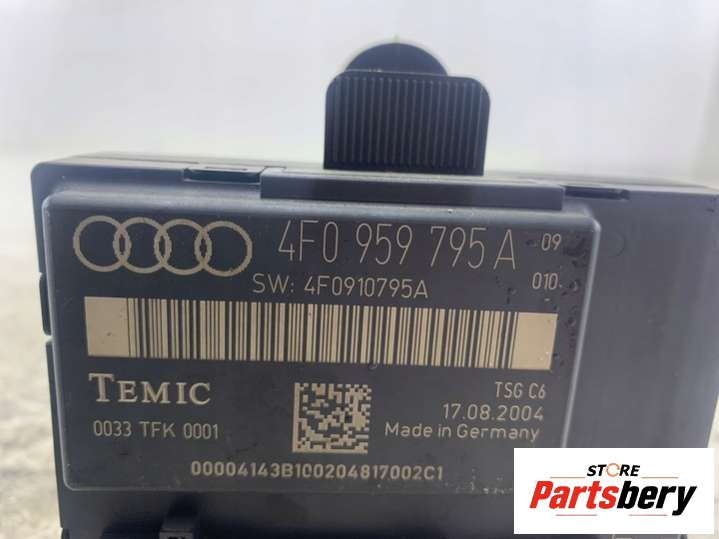 4F0 959 795 A 09
SW: 4F0910795A 010
TEMIC
TSG C6
17.08.2004
0033 TFK 0001
Made in Germany
00004143B100204817002C1
STORE
Partsbery